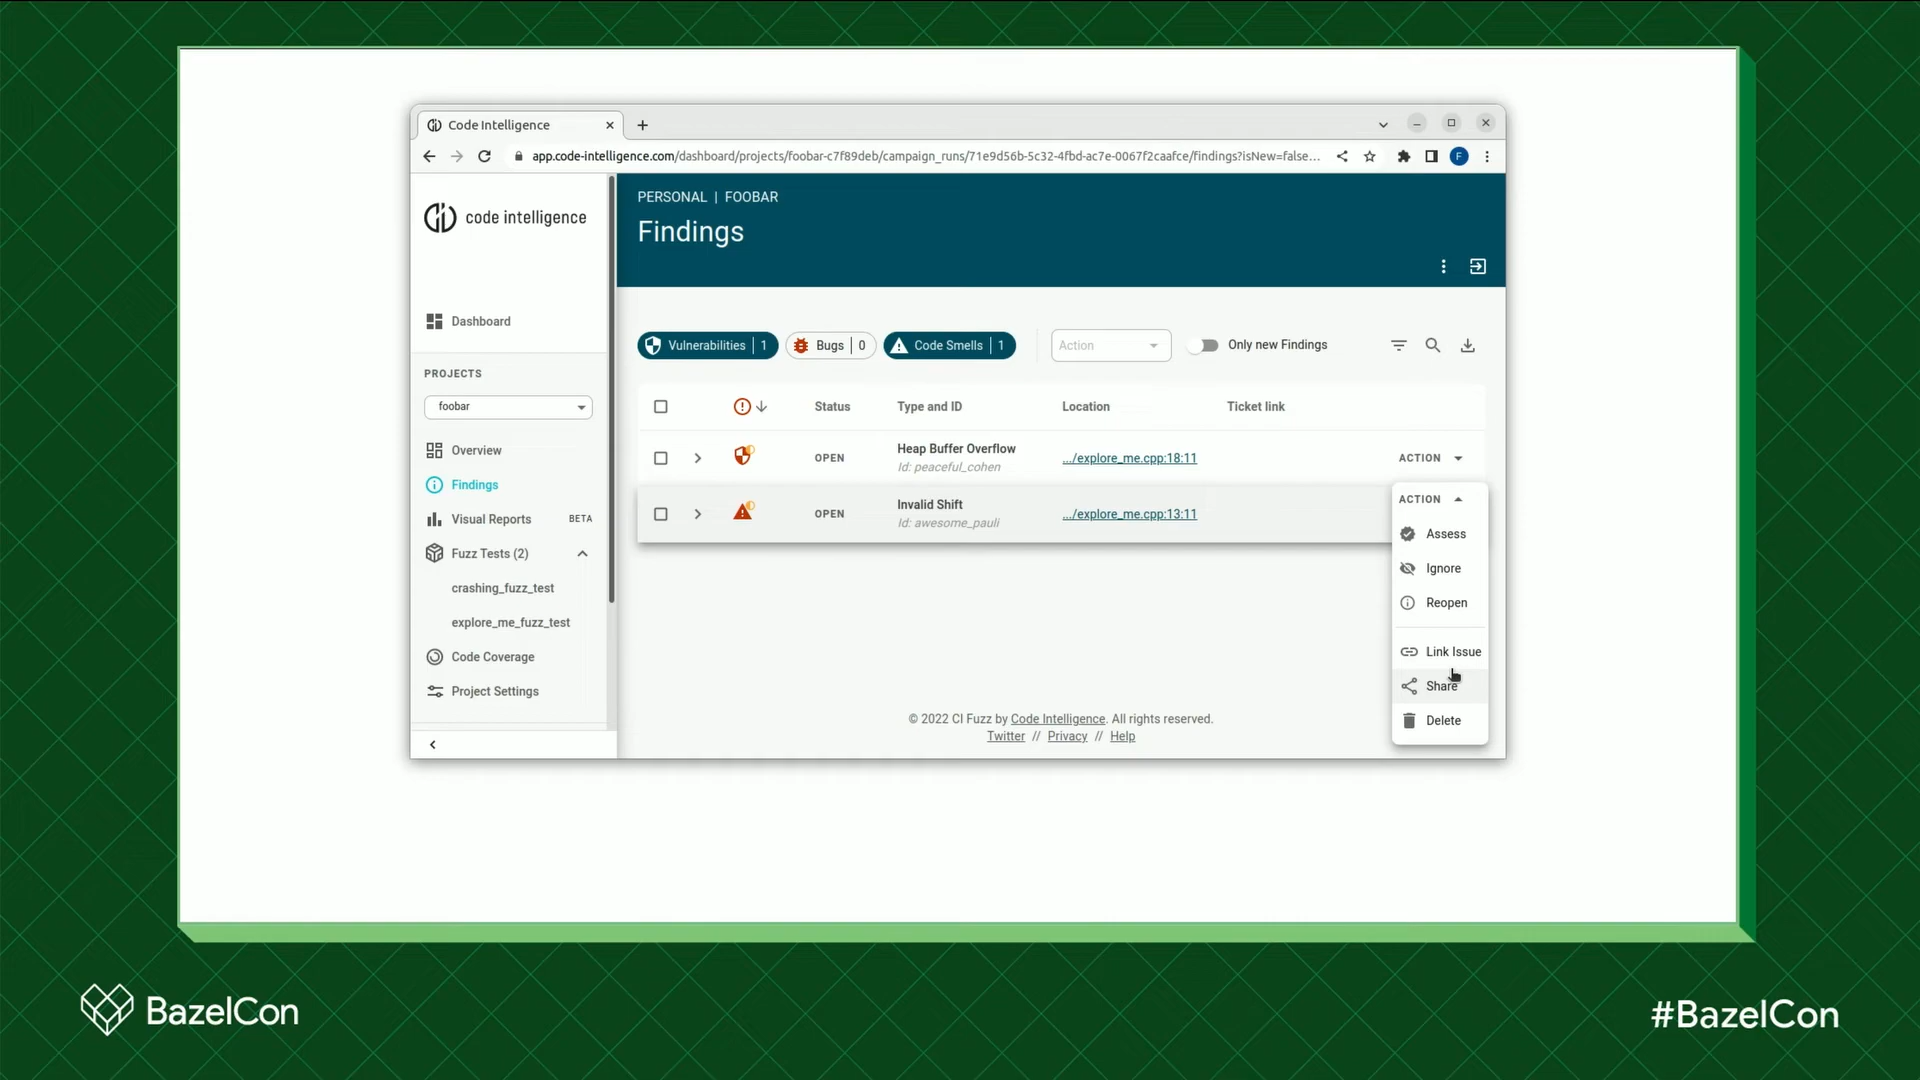 Code Intelligence
app.code-intelligence.com/dashboard/projects/foobar-c7f89deb/campaign_runs/71e9d56b-5c32-4fbd-ac7e-0067f2caafce/findings?isNew=false...
F
code intelligence
PERSONAL | FOOBAR
Findings
Dashboard
PROJECTS
foobar
Overview
Findings
Visual Reports BETA
Fuzz Tests (2)
crashing_fuzz_test
explore_me_fuzz_test
Code Coverage
Project Settings
Vulnerabilities | 1
Bugs | 0
Code Smells | 1
Action
Only new Findings
Status Type and ID Location Ticket link
OPEN Heap Buffer Overflow .../explore_me.cpp:18:11 ACTION
Id: peaceful_cohen
OPEN Invalid Shift .../explore_me.cpp:13:11
Id: awesome_pauli
ACTION
Assess
Ignore
Reopen
Link Issue
Share
Delete
© 2022 CI Fuzz by Code Intelligence. All rights reserved.
Twitter // Privacy // Help
BazelCon
#BazelCon